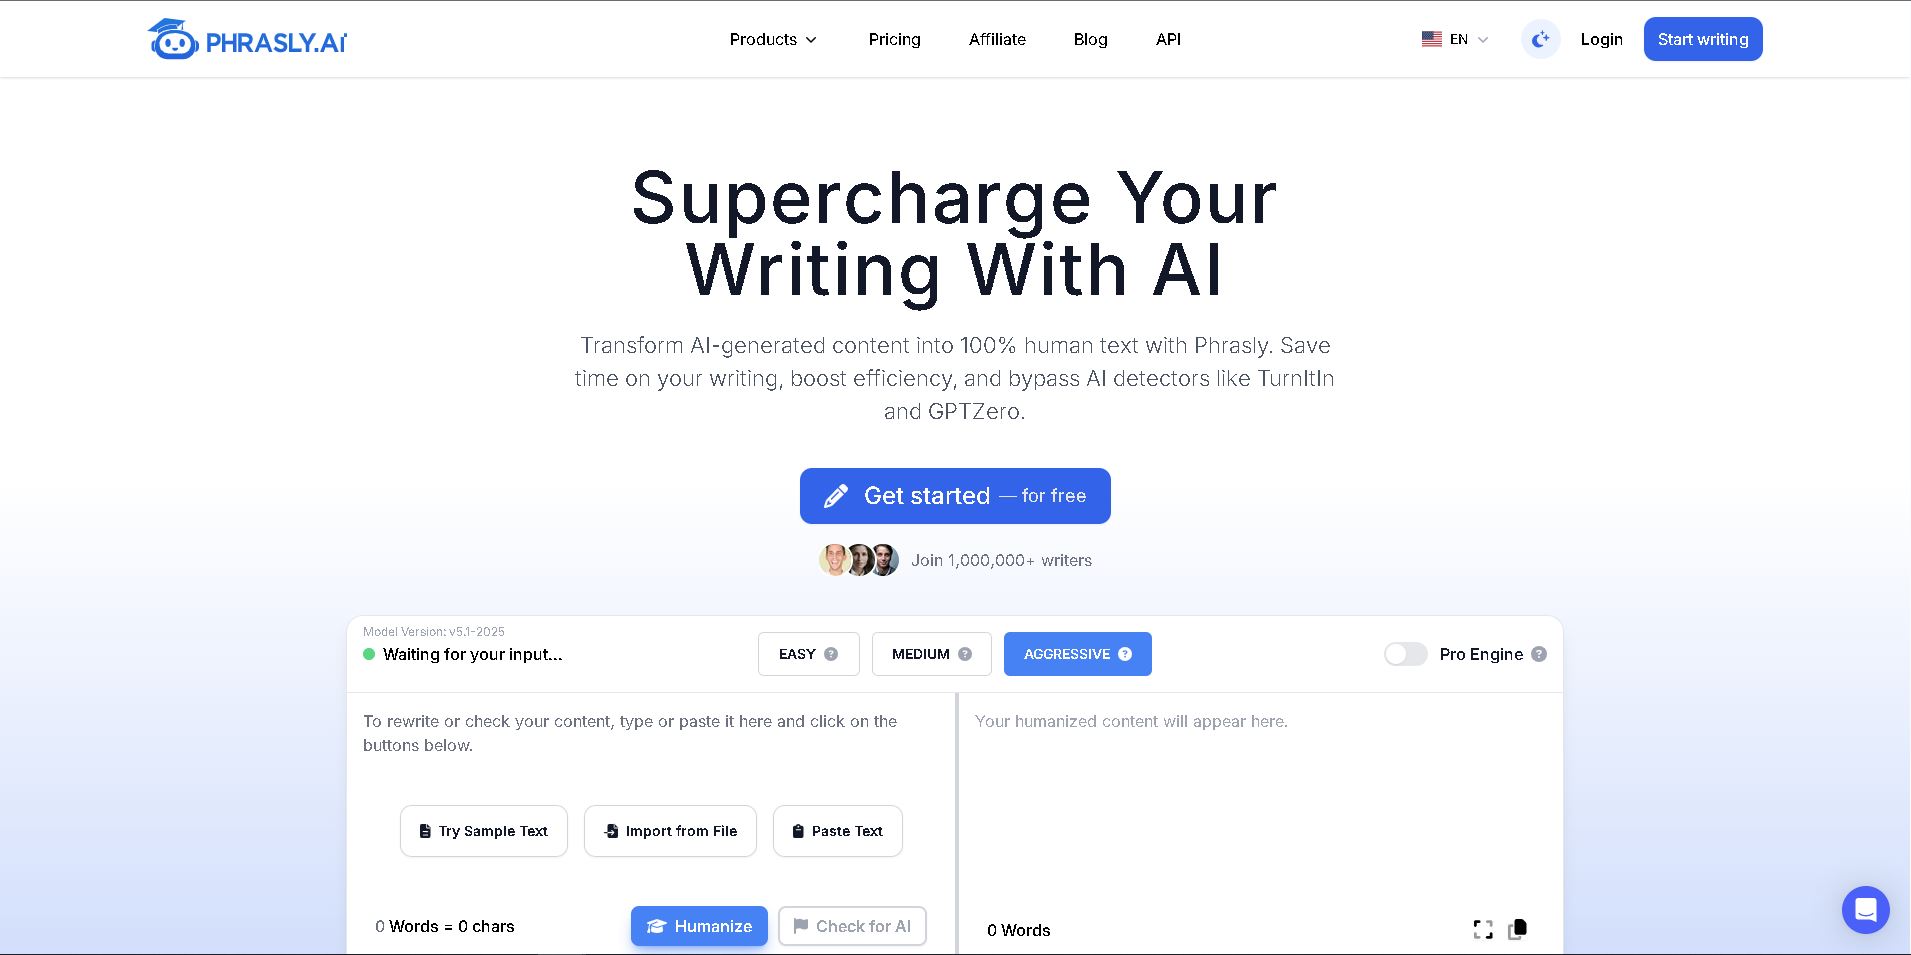 PHRASLY.AI
Products
Pricing
Affiliate
Blog
API
EN
Login
Start writing
Supercharge Your
Writing With AI
Transform AI-generated content into 100% human text with Phrasly. Save
time on your writing, boost efficiency, and bypass AI detectors like TurnItIn
and GPTZero.
Get started — for free
Join 1,000,000+ writers
Model Version: v5.1-2025
Waiting for your input...
EASY ?
MEDIUM ?
AGGRESSIVE ?
Pro Engine ?
To rewrite or check your content, type or paste it here and click on the
buttons below.
Your humanized content will appear here.
Try Sample Text
Import from File
Paste Text
0 Words = 0 chars
Humanize
Check for AI
0 Words